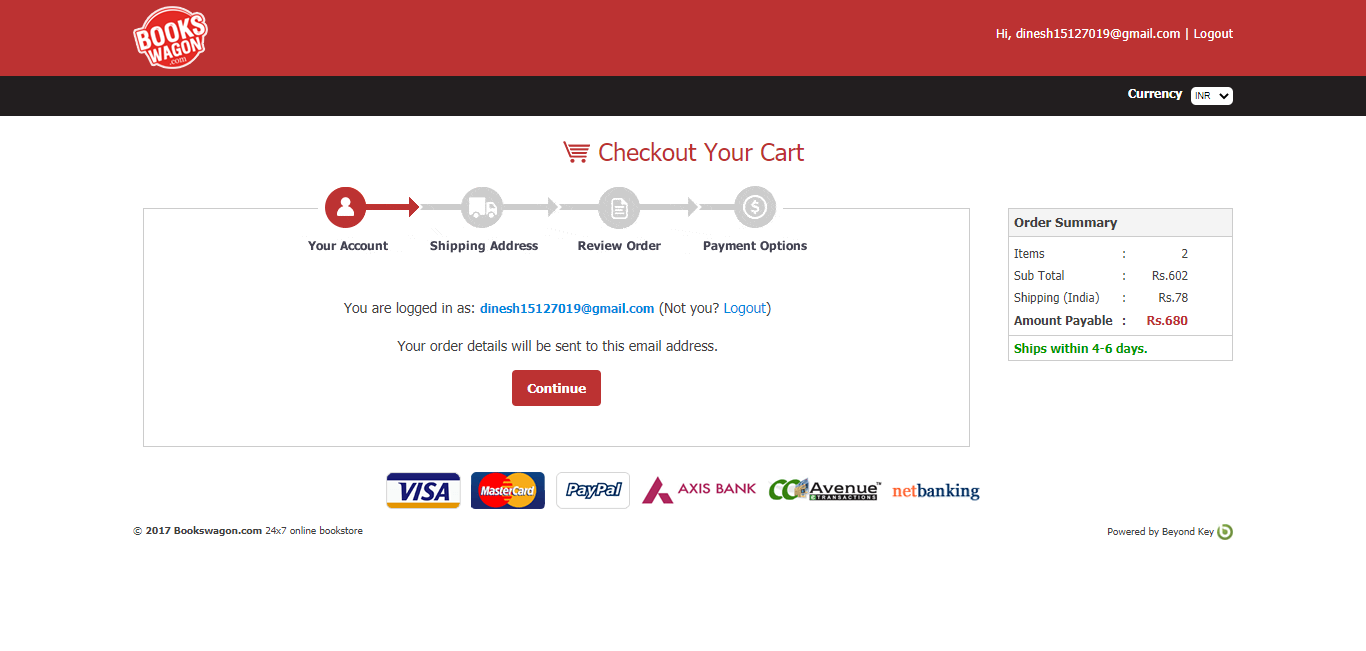 BOOKS
WAGON
.com
Hi, dinesh15127019@gmail.com | Logout
Currency INR
Checkout Your Cart
Your Account Shipping Address Review Order Payment Options
You are logged in as: dinesh15127019@gmail.com (Not you? Logout)
Your order details will be sent to this email address.
Continue
Order Summary
Items : 2
Sub Total : Rs.602
Shipping (India) : Rs.78
Amount Payable : Rs.680
Ships within 4-6 days.
VISA MasterCard PayPal AXIS BANK CCAvenue™ netbanking
E TRANSACTIONS
© 2017 Bookswagon.com 24x7 online bookstore
Powered by Beyond Key